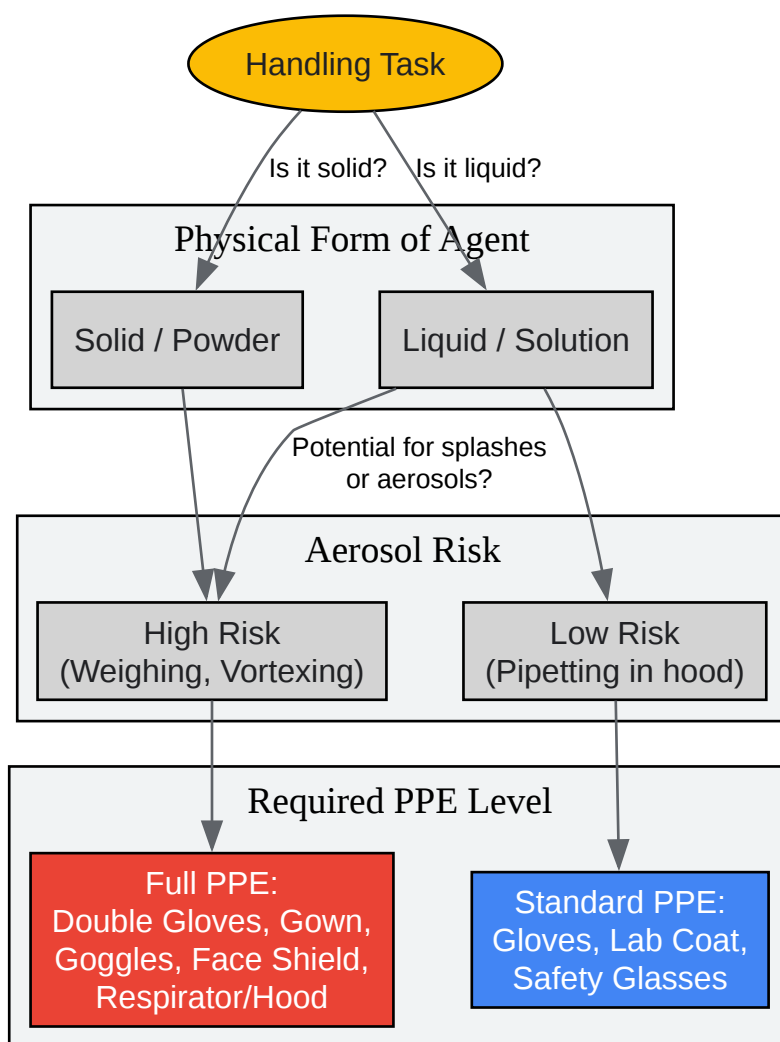 Handling Task
Is it solid?
Is it liquid?
Physical Form of Agent
Solid / Powder
Liquid / Solution
Potential for splashes
or aerosols?
Aerosol Risk
High Risk
(Weighing, Vortexing)
Low Risk
(Pipetting in hood)
Required PPE Level
Full PPE:
Double Gloves, Gown,
Goggles, Face Shield,
Respirator/Hood
Standard PPE:
Gloves, Lab Coat,
Safety Glasses